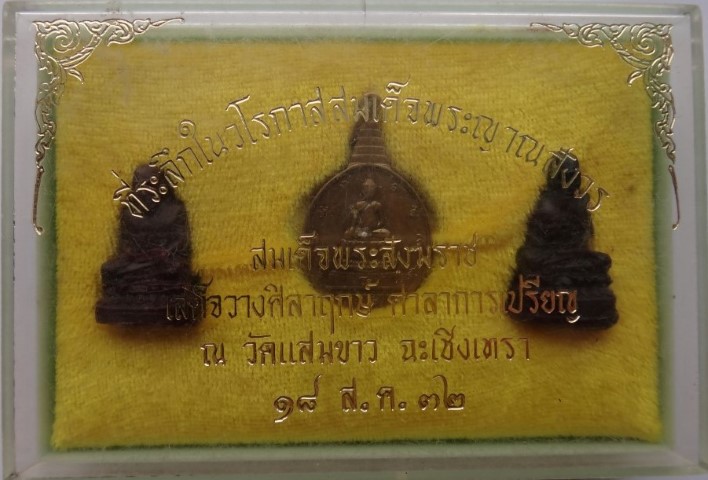 ที่ระลึกในวโรกาสสมเด็จพระญาณสังวร
สมเด็จพระสังฆราช
เสด็จวางศิลาฤกษ์ ศาลาการเปรียญ
ณ วัดแสมขาว ฉะเชิงเทรา
๑๘ ส.ค. ๓๒